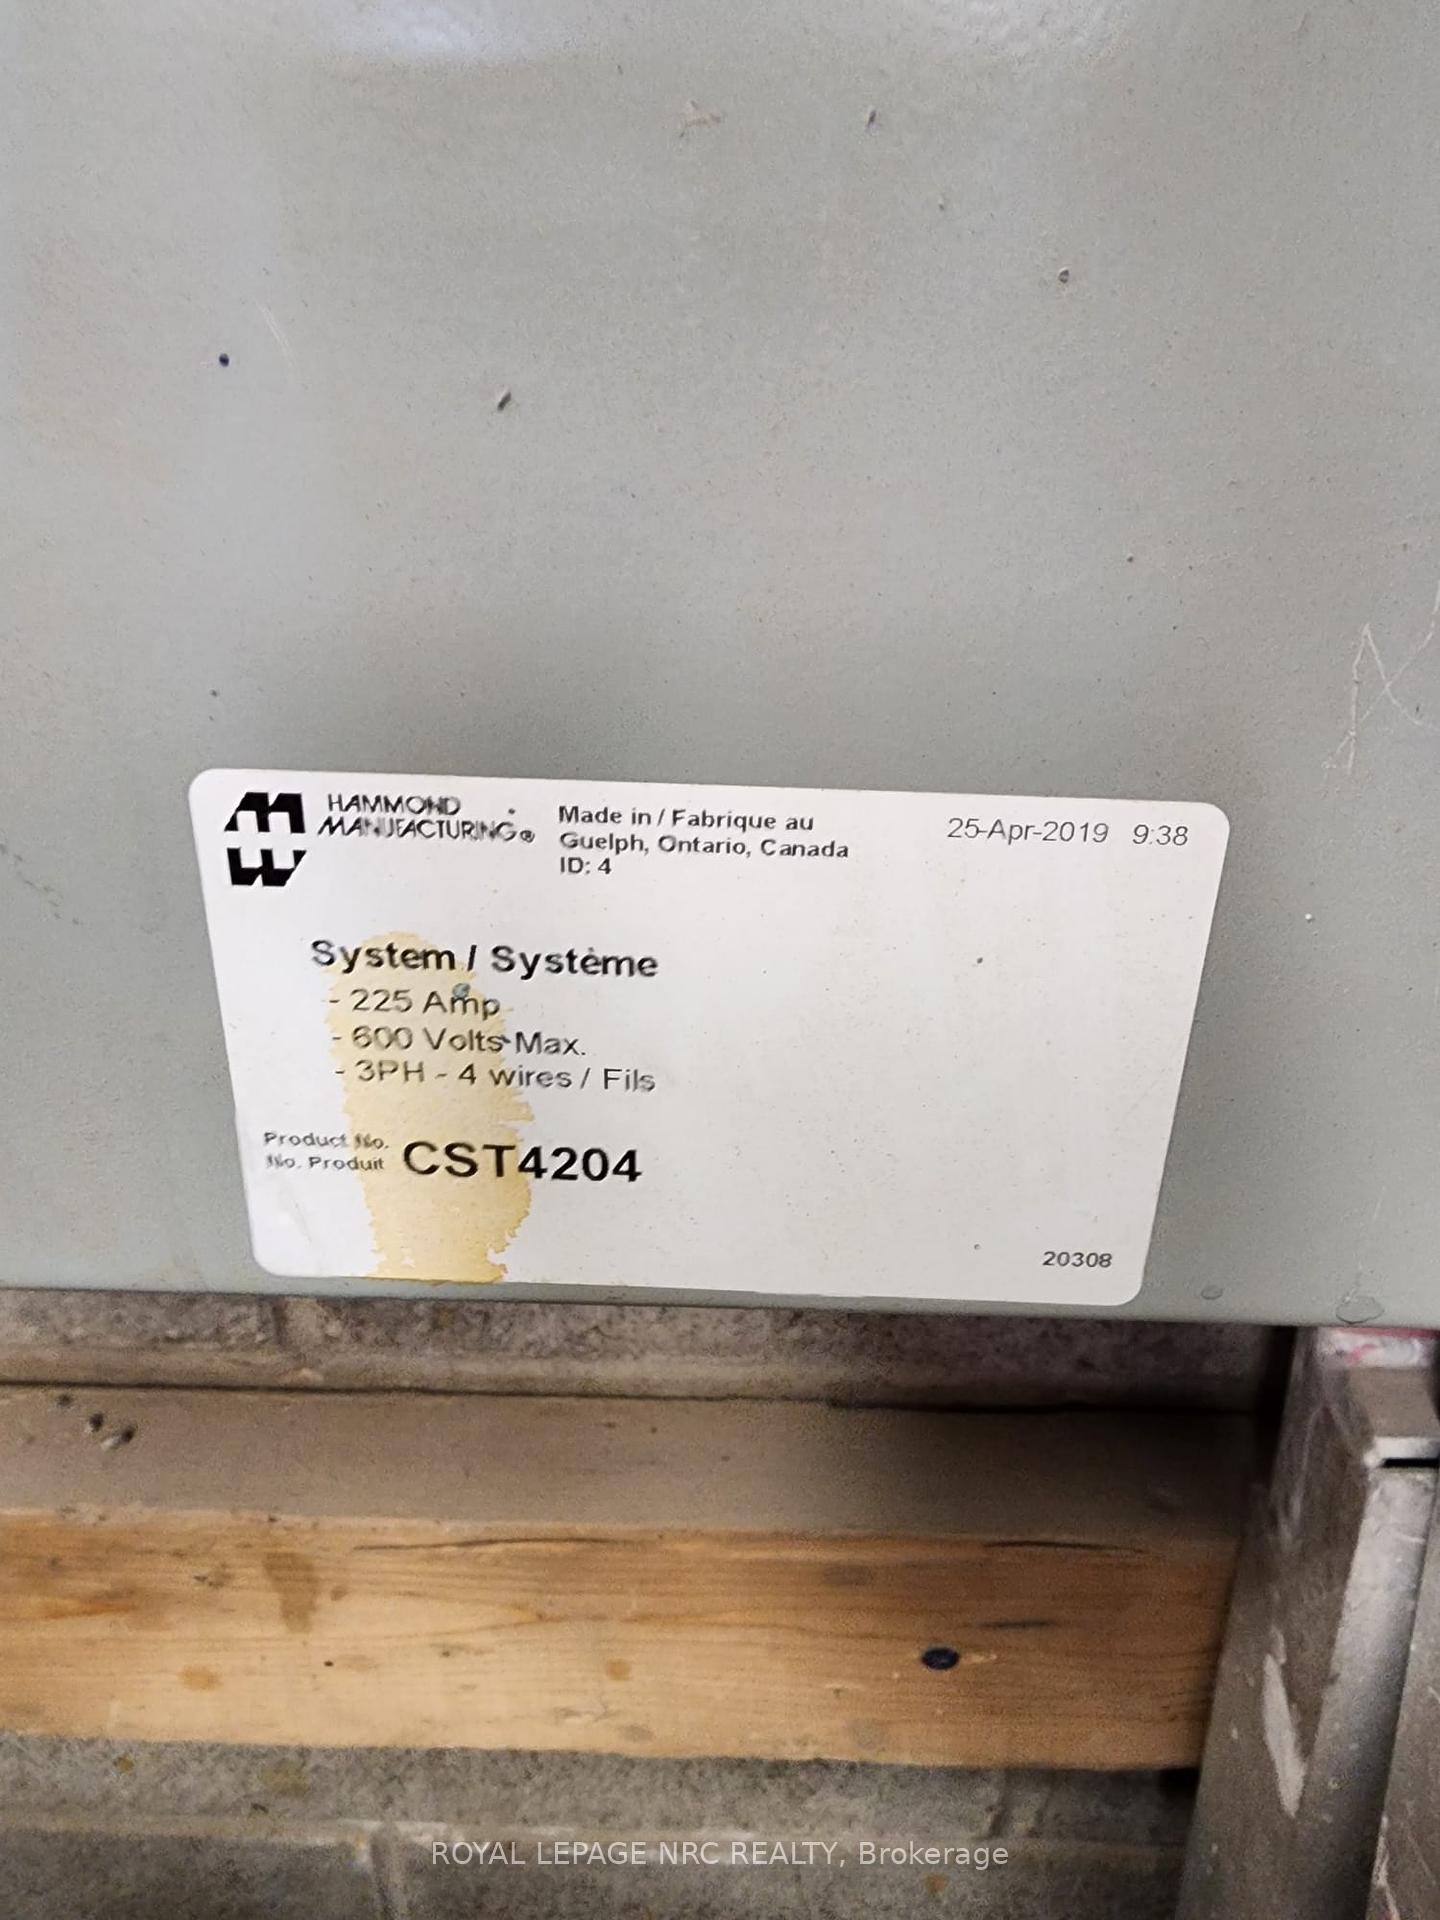 HAMMOND
MANUFACTURING®
Made in / Fabrique au
Guelph, Ontario, Canada
ID: 4
25-Apr-2019 9:38
System / Système
- 225 Amp
- 600 Volts Max.
- 3PH - 4 wires / Fils
Product No.
No. Produit CST4204
20308
ROYAL LEPAGE NRC REALTY, Brokerage